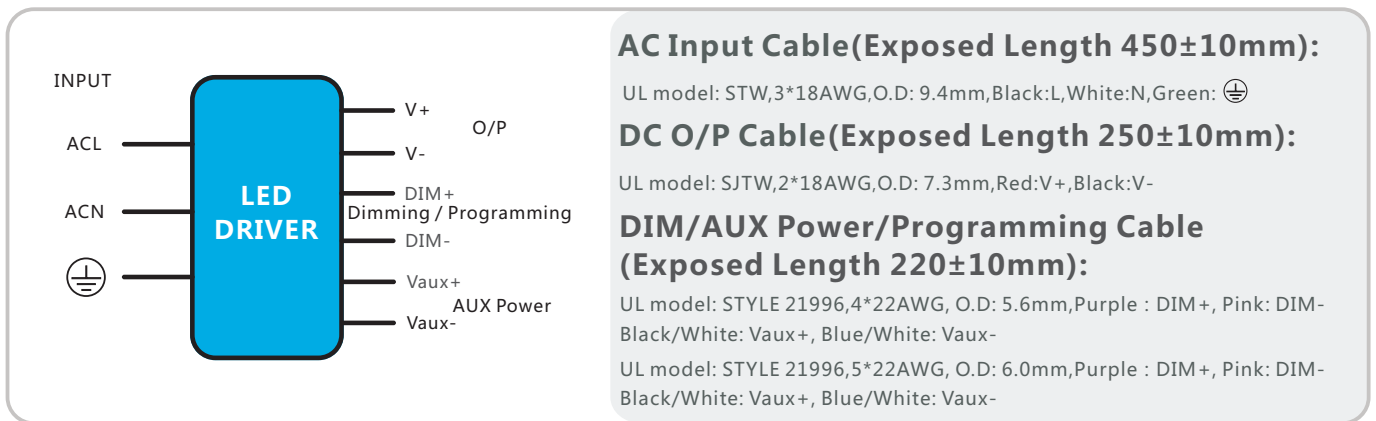 INPUT
ACL
ACN
LED
DRIVER
V+
O/P
V-
DIM+
Dimming / Programming
DIM-
Vaux+
AUX Power
Vaux-
AC Input Cable(Exposed Length 450±10mm):
UL model: STW,3*18AWG,O.D: 9.4mm,Black:L,White:N,Green:
DC O/P Cable(Exposed Length 250±10mm):
UL model: SJTW,2*18AWG,O.D: 7.3mm,Red:V+,Black:V-
DIM/AUX Power/Programming Cable
(Exposed Length 220±10mm):
UL model: STYLE 21996,4*22AWG, O.D: 5.6mm,Purple : DIM+, Pink: DIM-
Black/White: Vaux+, Blue/White: Vaux-
UL model: STYLE 21996,5*22AWG, O.D: 6.0mm,Purple : DIM+, Pink: DIM-
Black/White: Vaux+, Blue/White: Vaux-